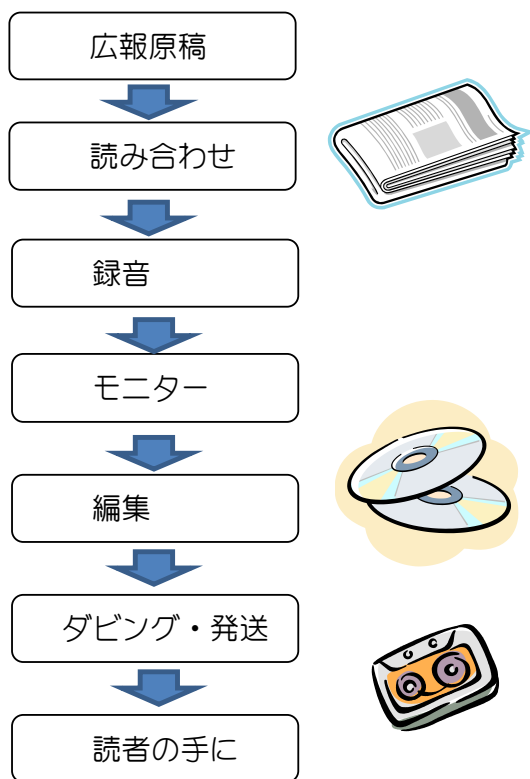 広報原稿
読み合わせ
録音
モニター
編集
ダビング・発送
読者の手に